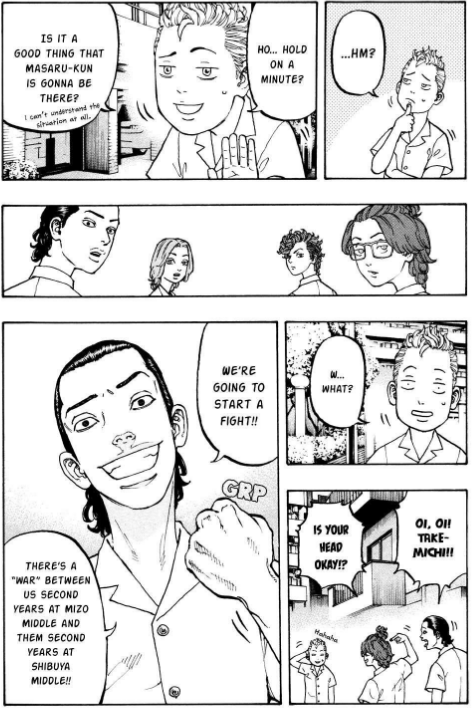 ...HM?
HO... HOLD
ON A
MINUTE?
IS IT A
GOOD THING THAT
MASARU-KUN
IS GONNA BE
THERE?
I can't understand the
situation at all.
W...
WHAT?
WE'RE
GOING TO
START A
FIGHT!!
GRP
THERE'S A
"WAR" BETWEEN
US SECOND
YEARS AT MIZO
MIDDLE AND
THEM SECOND
YEARS AT
SHIBUYA
MIDDLE!!
OI, OI!
TAKE-
MICHI!!
IS YOUR
HEAD
OKAY!?
Hahaha